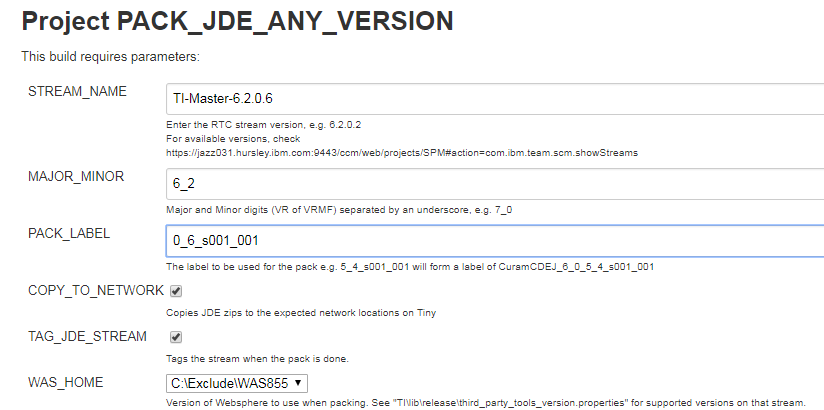 Project PACK_JDE_ANY_VERSION
This build requires parameters:
STREAM_NAME
TI-Master-6.2.0.6
Enter the RTC stream version, e.g. 6.2.0.2
For available versions, check
https://jazz031.hursley.ibm.com:9443/ccm/web/projects/SPM#action=com.ibm.team.scm.showStreams
MAJOR_MINOR
6_2
Major and Minor digits (VR of VRMF) separated by an underscore, e.g. 7_0
PACK_LABEL
0_6_s001_001
The label to be used for the pack e.g. 5_4_s001_001 will form a label of CuramCDEJ_6_0_5_4_s001_001
COPY_TO_NETWORK
Copies JDE zips to the expected network locations on Tiny
TAG_JDE_STREAM
Tags the stream when the pack is done.
WAS_HOME
C:\Exclude\WAS855
Version of Websphere to use when packing. See "TI\lib\release\third_party_tools_version.properties" for supported versions on that stream.